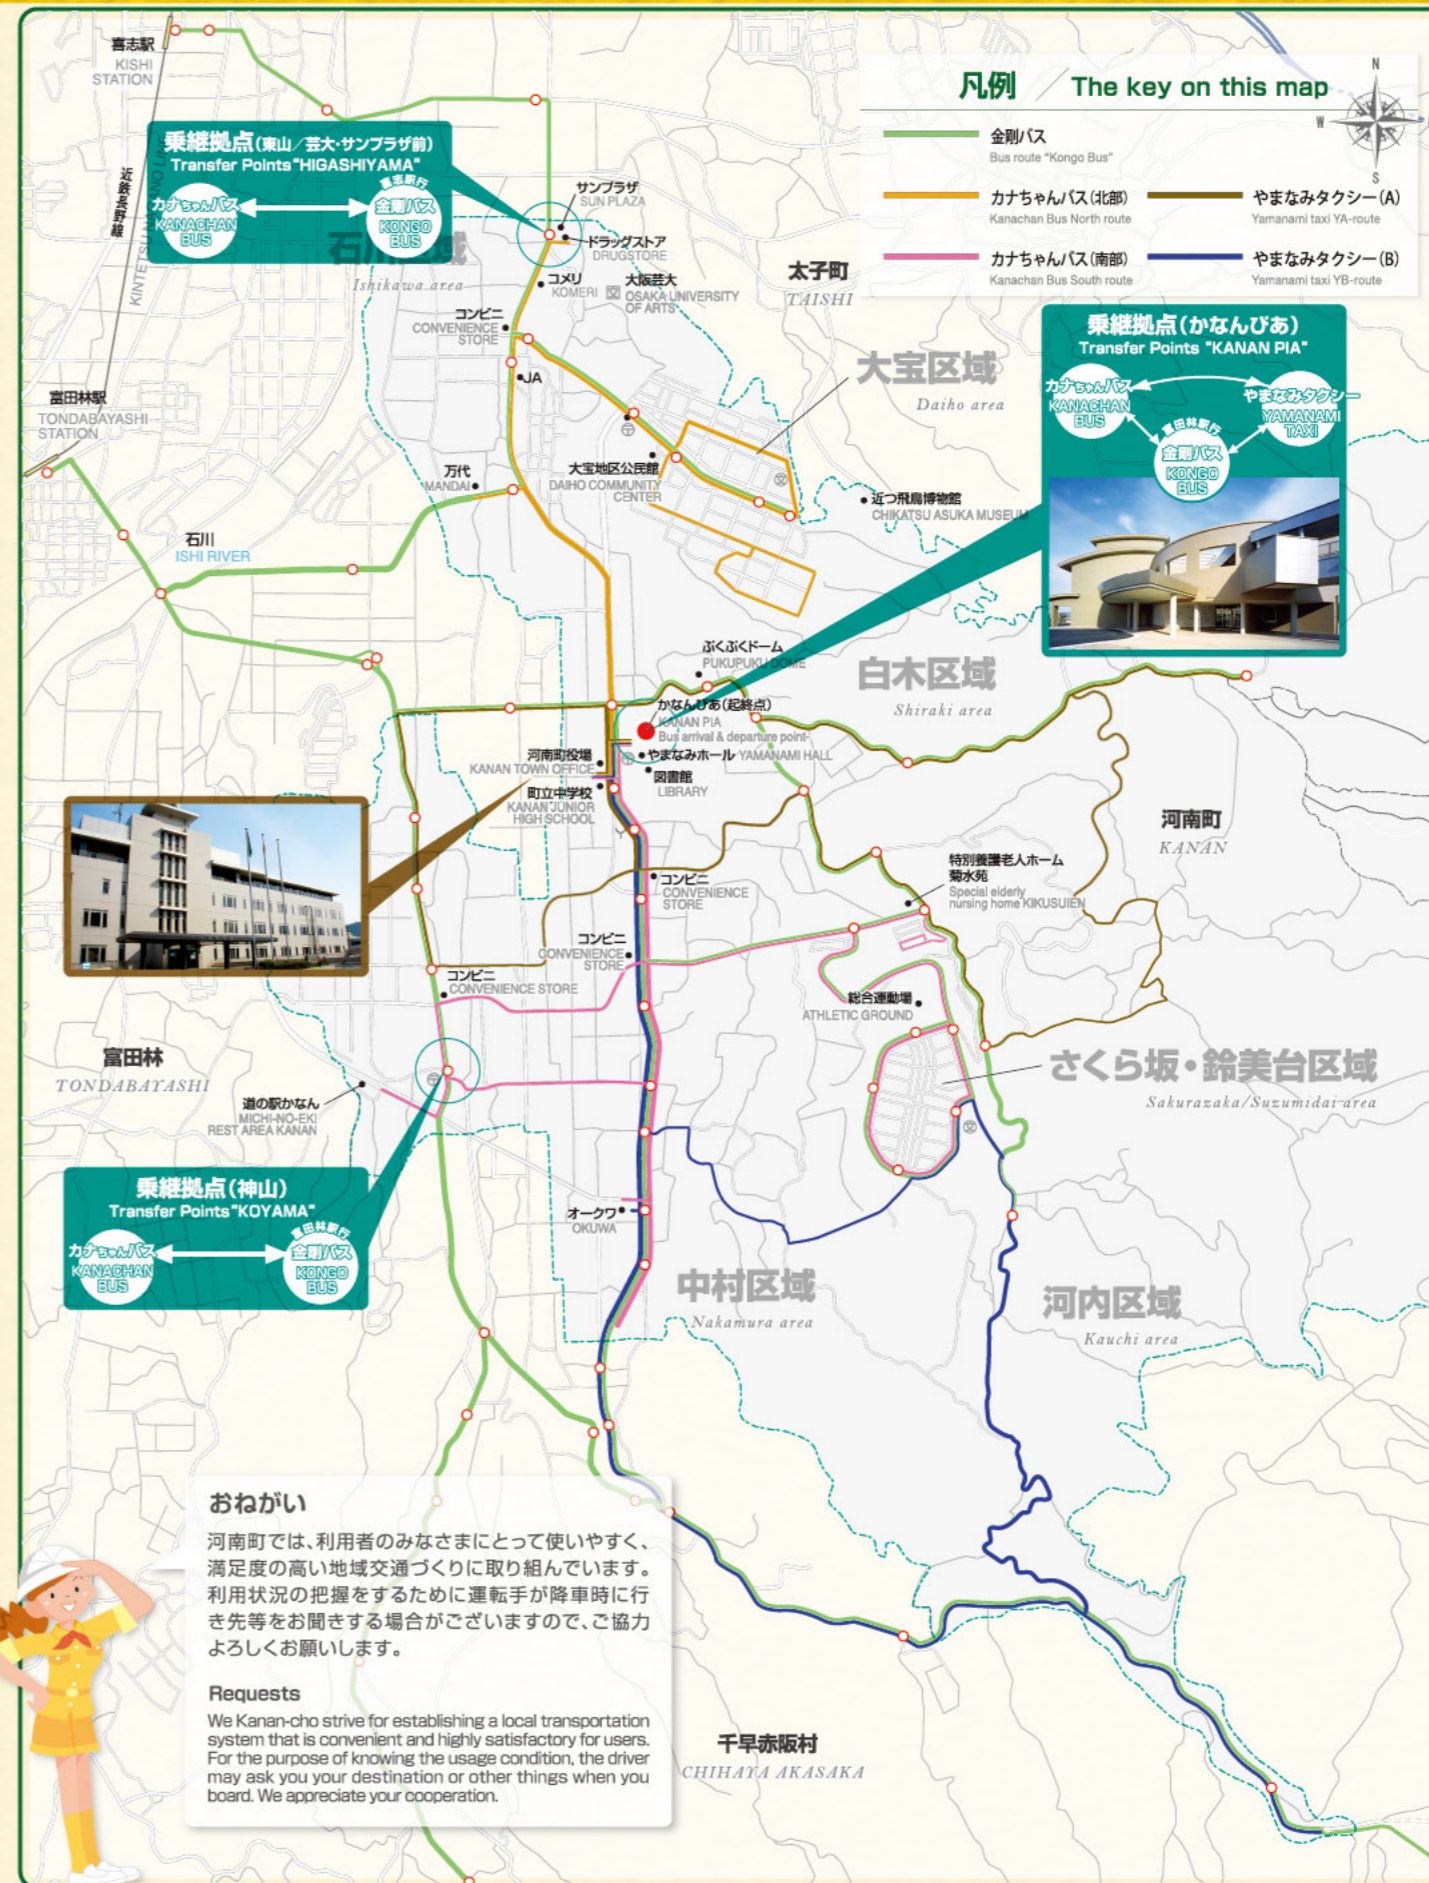 喜志駅
KISHI
STATION
近鉄長野線
KINTETSU NAGANO LINE
乗継拠点(東山／芸大・サンプラザ前)
Transfer Points "HIGASHIYAMA"
カナちゃんバス
KANACHAN
BUS
喜志駅行
金剛バス
KONGO
BUS
凡例 ／ The key on this map
N
W
S
金剛バス
Bus route "Kongo Bus"
カナちゃんバス(北部)
Kanachan Bus North route
やまなみタクシー(A)
Yamanami taxi YA-route
カナちゃんバス(南部)
Kanachan Bus South route
やまなみタクシー(B)
Yamanami taxi YB-route
サンプラザ
SUN PLAZA
ドラッグストア
DRUGSTORE
石川区域
Ishikawa area
コメリ
KOMERI
大阪芸大
OSAKA UNIVERSITY
OF ARTS
太子町
TAISHI
コンビニ
CONVENIENCE
STORE
JA
大宝区域
Daiho area
乗継拠点(かなんぴあ)
Transfer Points "KANAN PIA"
カナちゃんバス
KANACHAN
BUS
やまなみタクシー
YAMANAMI
TAXI
富田林駅行
金剛バス
KONGO
BUS
富田林駅
TONDABAYASHI
STATION
万代
MANDAI
大宝地区公民館
DAIHO COMMUNITY
CENTER
近つ飛鳥博物館
CHIKATSU ASUKA MUSEUM
石川
ISHI RIVER
ぷくぷくドーム
PUKUPUKU DOME
白木区域
Shiraki area
かなんぴあ(起終点)
KANAN PIA
Bus arrival & departure point
河南町役場
KANAN TOWN OFFICE
やまなみホール YAMANAMI HALL
図書館
LIBRARY
町立中学校
KANAN JUNIOR
HIGH SCHOOL
河南町
KANAN
コンビニ
CONVENIENCE
STORE
特別養護老人ホーム
菊水苑
Special elderly
nursing home KIKUSUIEN
コンビニ
CONVENIENCE
STORE
コンビニ
CONVENIENCE STORE
総合運動場
ATHLETIC GROUND
富田林
TONDABAYASHI
さくら坂・鈴美台区域
Sakurazaka/Suzumidai area
道の駅かなん
MICHI-NO-EKI
REST AREA KANAN
乗継拠点(神山)
Transfer Points "KOYAMA"
カナちゃんバス
KANACHAN
BUS
富田林駅行
金剛バス
KONGO
BUS
オークワ
OKUWA
中村区域
Nakamura area
河内区域
Kauchi area
おねがい
河南町では、利用者のみなさまにとって使いやすく、
満足度の高い地域交通づくりに取り組んでいます。
利用状況の把握をするために運転手が降車時に行
き先等をお聞きする場合がございますので、ご協力
よろしくお願いします。
Requests
We Kanan-cho strive for establishing a local transportation
system that is convenient and highly satisfactory for users.
For the purpose of knowing the usage condition, the driver
may ask you your destination or other things when you
board. We appreciate your cooperation.
千早赤阪村
CHIHAYA AKASAKA